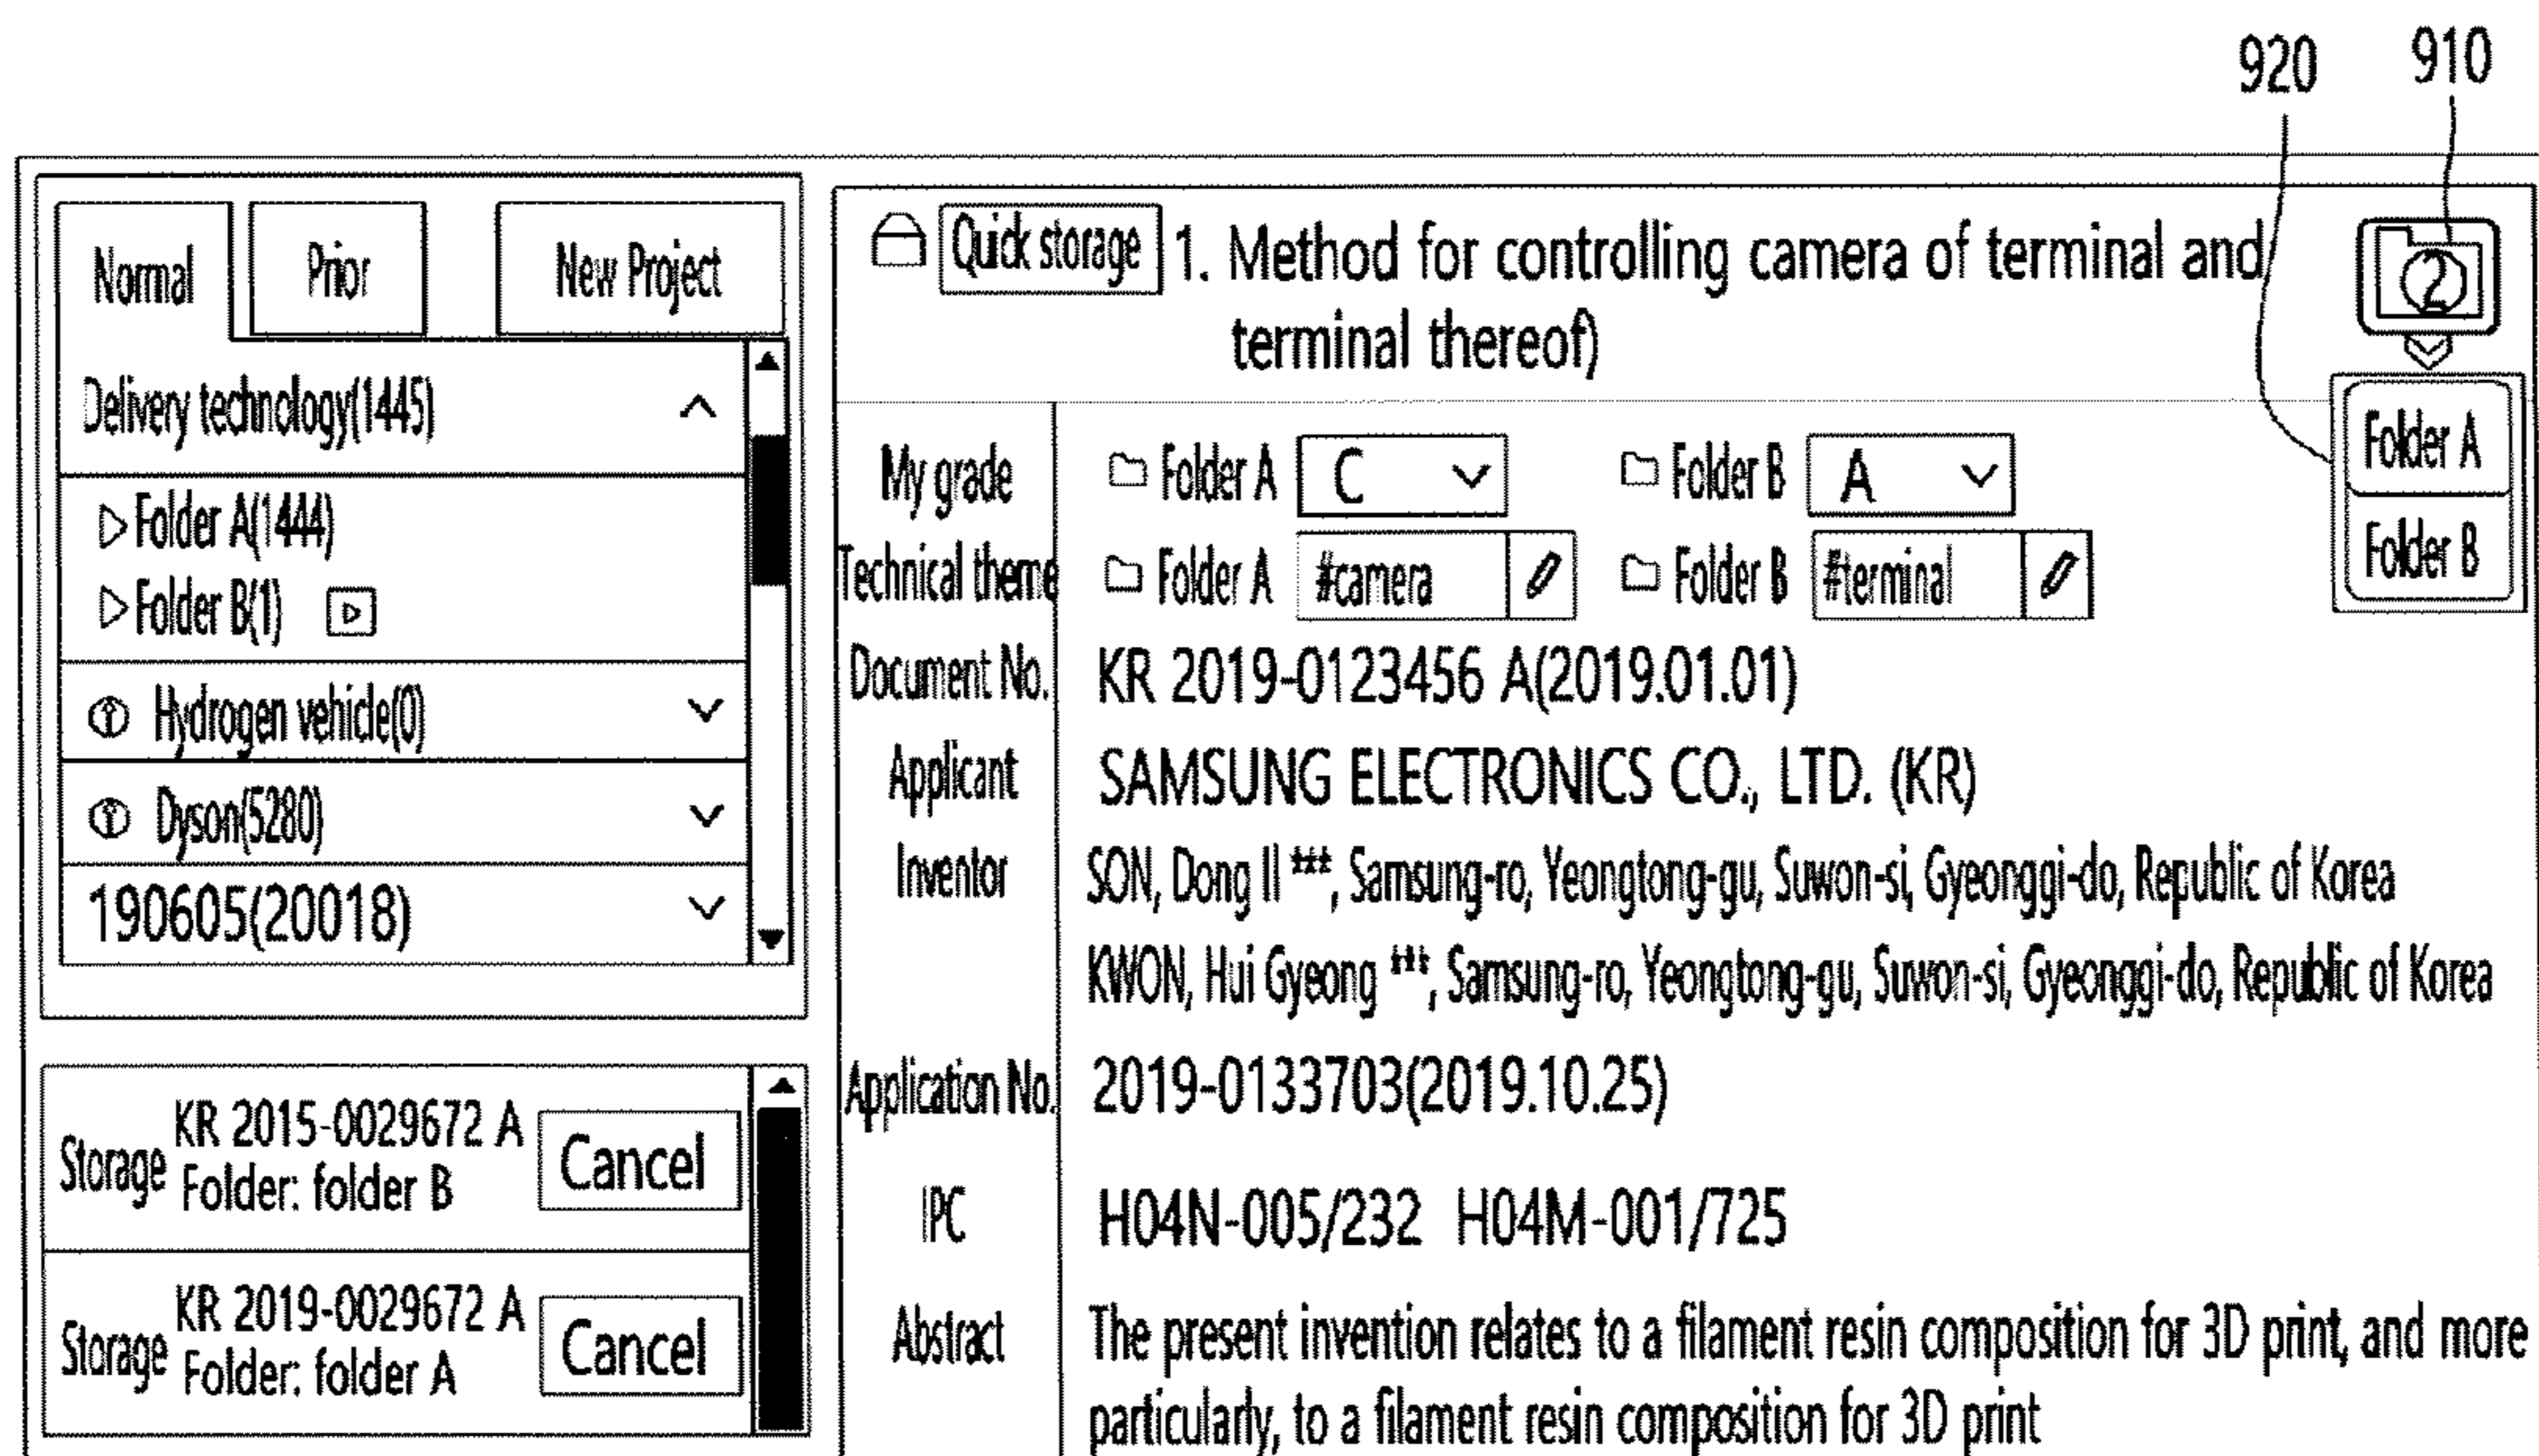 920 910
Normal Prior New Project
Delivery technology(1445)
Folder A(1444)
Folder B(1)
Hydrogen vehicle(0)
Dyson(5280)
190605(20018)
Storage KR 2015-0029672 A Cancel
Folder: folder B
Storage KR 2019-0029672 A Cancel
Folder: folder A
Quick storage 1. Method for controlling camera of terminal and
terminal thereof)
2
Folder A
Folder B
My grade Folder A C Folder B A
Technical theme Folder A #camera Folder B #terminal
Document No. KR 2019-0123456 A(2019.01.01)
Applicant SAMSUNG ELECTRONICS CO., LTD. (KR)
Inventor SON, Dong Il ***, Samsung-ro, Yeongtong-gu, Suwon-si, Gyeonggi-do, Republic of Korea
KWON, Hui Gyeong ***, Samsung-ro, Yeongtong-gu, Suwon-si, Gyeonggi-do, Republic of Korea
Application No. 2019-0133703(2019.10.25)
IPC H04N-005/232 H04M-001/725
Abstract The present invention relates to a filament resin composition for 3D print, and more
particularly, to a filament resin composition for 3D print